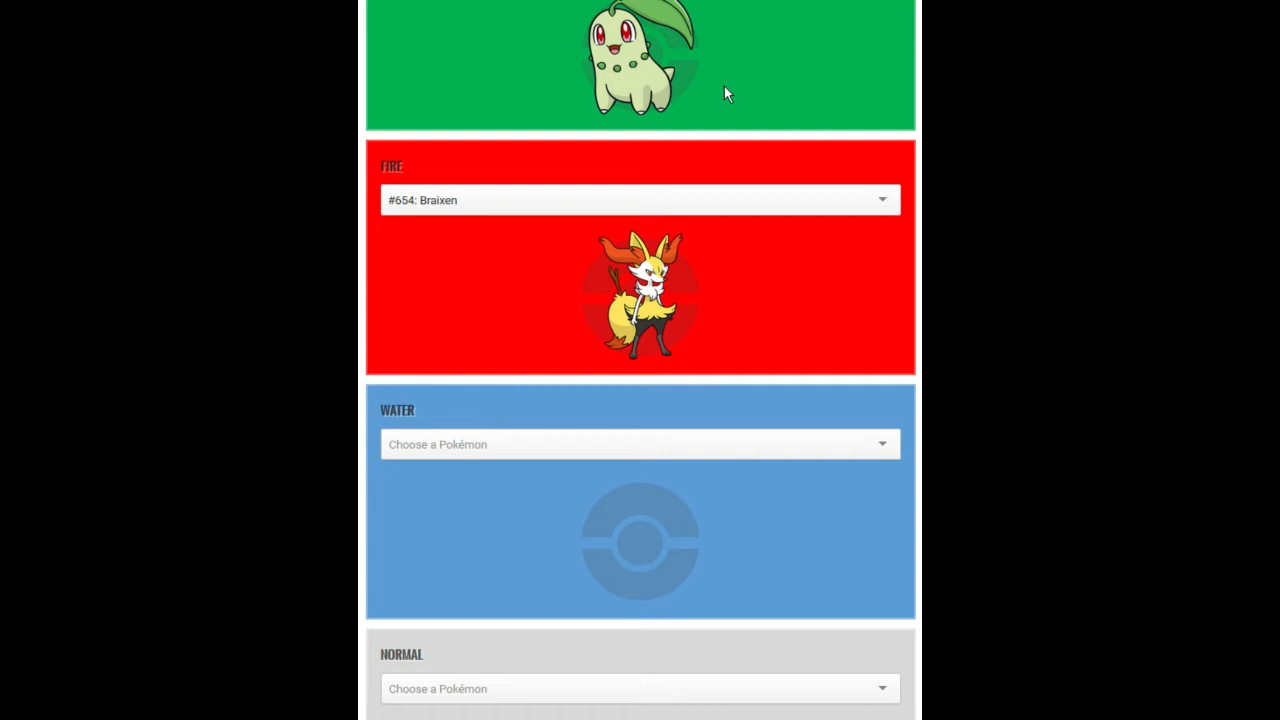 FIRE
#654: Braixen
WATER
Choose a Pokémon
NORMAL
Choose a Pokémon